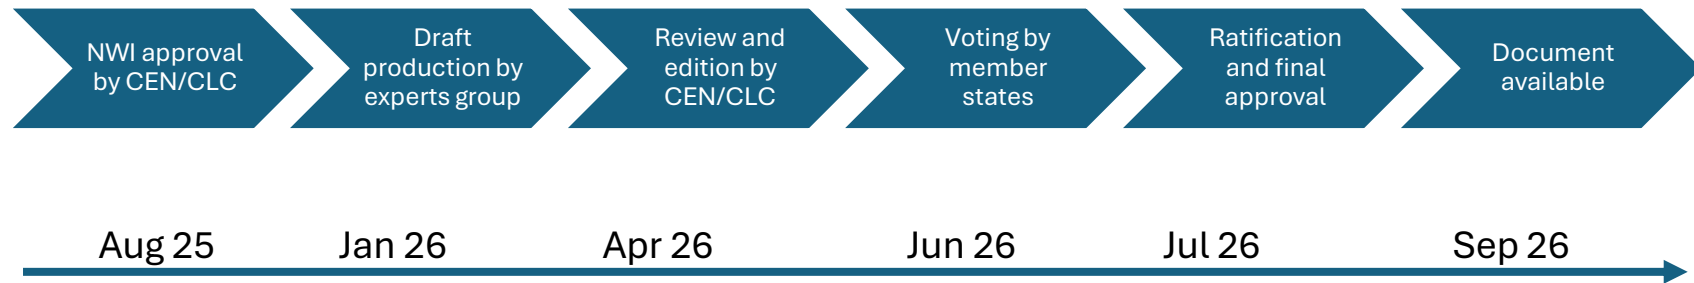 NWI approval
by CEN/CLC
Draft
production by
experts group
Review and
edition by
CEN/CLC
Voting by
member
states
Ratification
and final
approval
Document
available
Aug 25
Jan 26
Apr 26
Jun 26
Jul 26
Sep 26